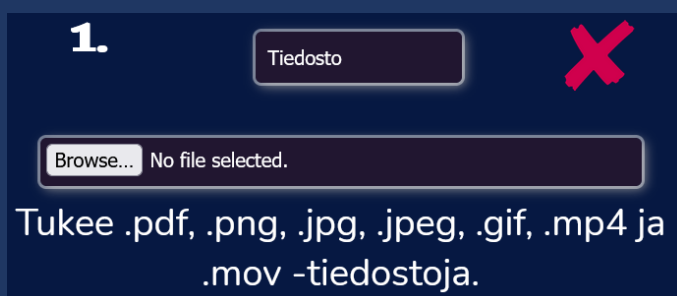 1.
Tiedosto
Browse... No file selected.
Tukee .pdf, .png, .jpg, .jpeg, .gif, .mp4 ja
.mov -tiedostoja.